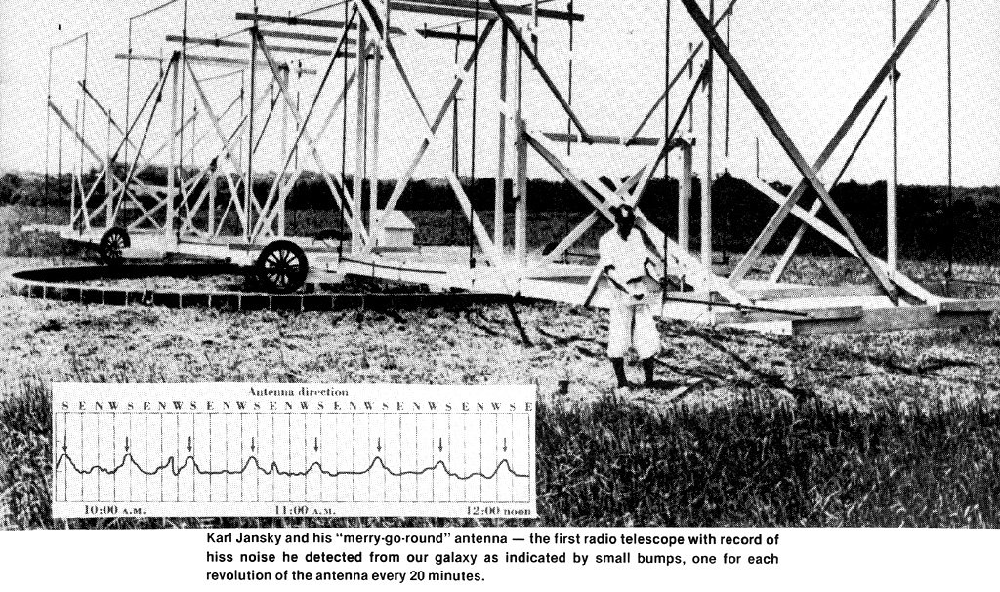 Antenna direction
S E N W S E N W S E N W S E N W S E N W S E N W S E N W S E
10:00 A.M. 11:00 A.M. 12:00 noon
Karl Jansky and his “merry-go-round” antenna — the first radio telescope with record of
hiss noise he detected from our galaxy as indicated by small bumps, one for each
revolution of the antenna every 20 minutes.